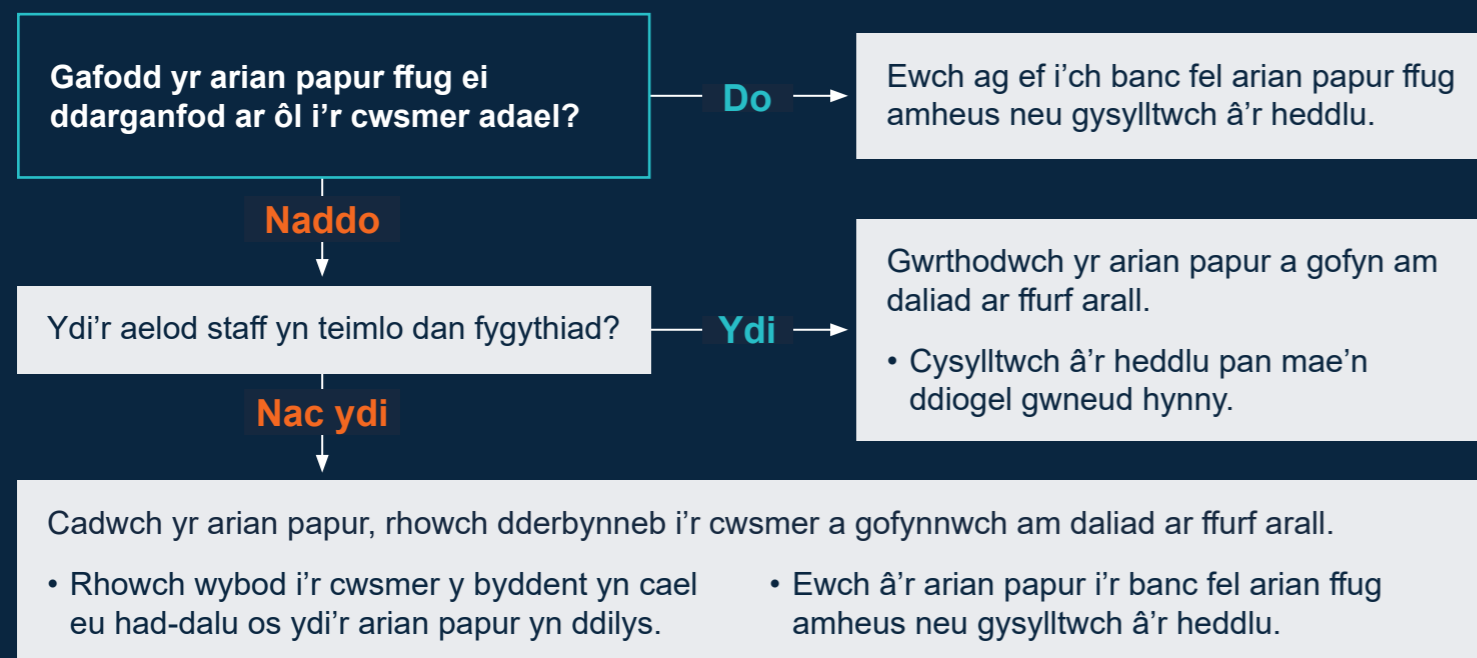 Gafodd yr arian papur ffug ei
ddarganfod ar ôl i'r cwsmer adael?
Do
Ewch ag ef i'ch banc fel arian papur ffug
amheus neu gysylltwch â'r heddlu.
Naddo
Ydi'r aelod staff yn teimlo dan fygythiad?
Ydi
Gwrthodwch yr arian papur a gofyn am
daliad ar ffurf arall.
• Cysylltwch â'r heddlu pan mae'n
ddiogel gwneud hynny.
Nac ydi
Cadwch yr arian papur, rhowch dderbynneb i'r cwsmer a gofynnwch am daliad ar ffurf arall.
• Rhowch wybod i'r cwsmer y byddent yn cael
eu had-dalu os ydi'r arian papur yn ddilys.
• Ewch â'r arian papur i'r banc fel arian ffug
amheus neu gysylltwch â'r heddlu.